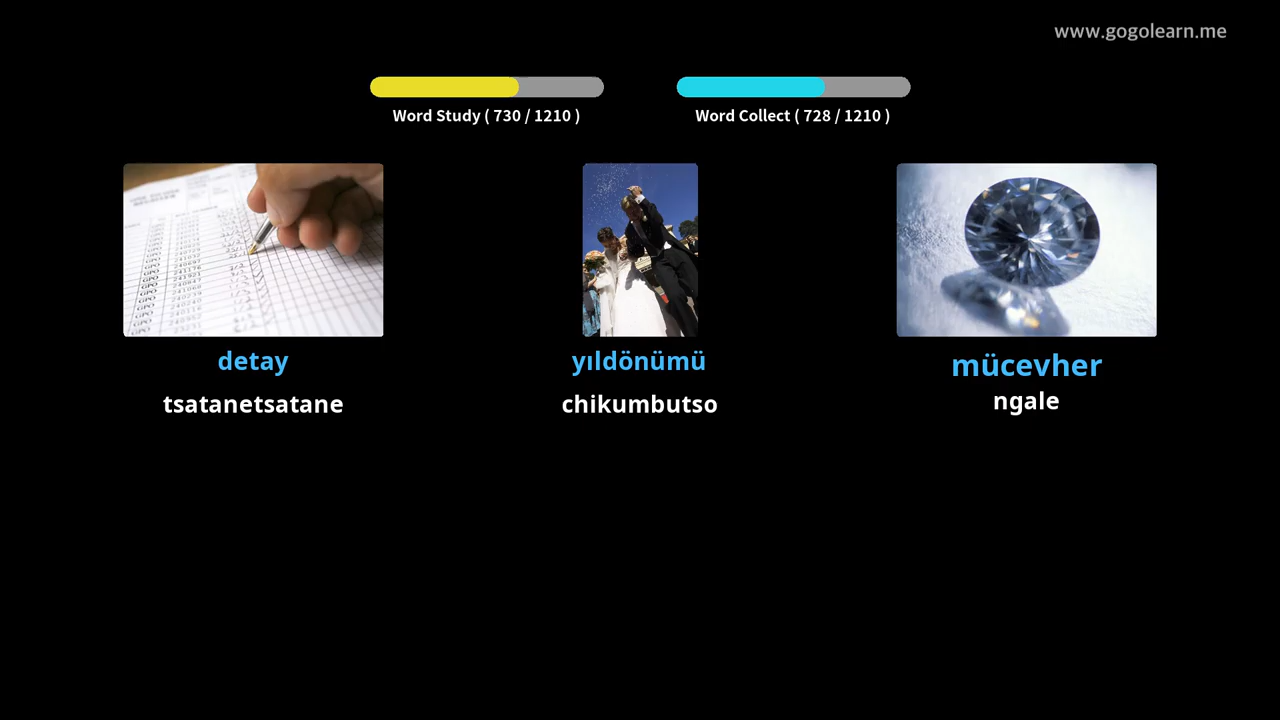 www.gogolearn.me
Word Study ( 730 / 1210 )
Word Collect ( 728 / 1210 )
detay
yıldönümü
mücevher
tsatanetsatane
chikumbutso
ngale